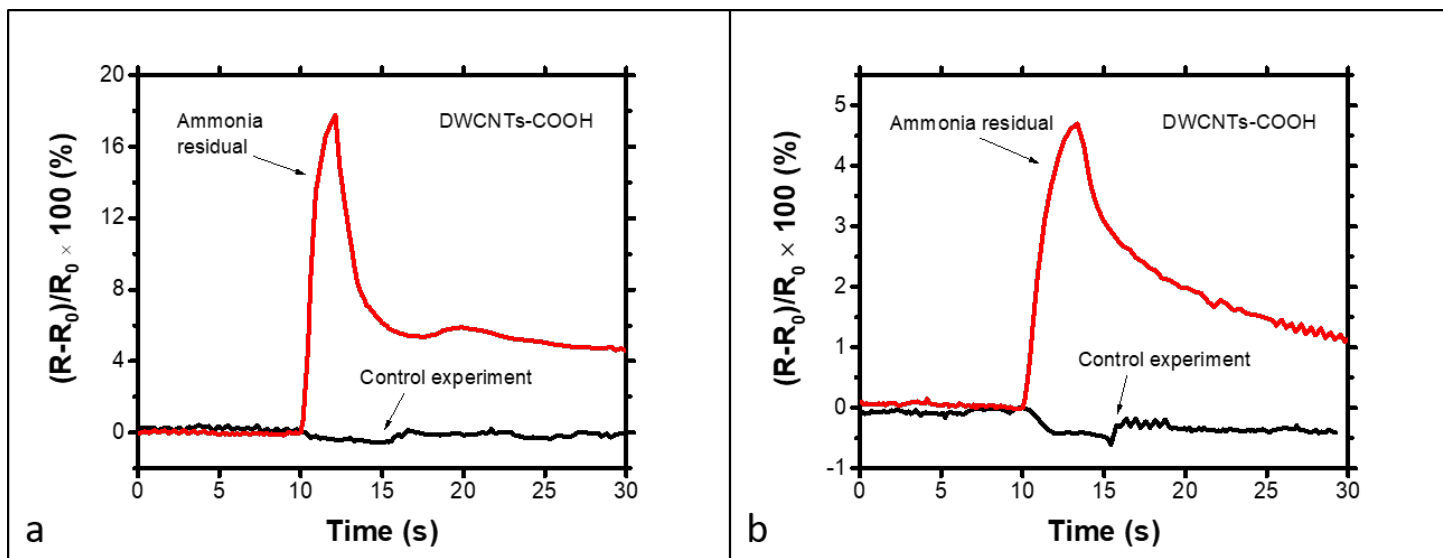 20
16
12
8
4
0
(R-R0)/R0 × 100 (%)
Ammonia
residual
DWCNTs-COOH
Control experiment
0 5 10 15 20 25 30
Time (s)
a
5
4
3
2
1
0
-1
(R-R0)/R0 × 100 (%)
Ammonia residual
DWCNTs-COOH
Control experiment
0 5 10 15 20 25 30
Time (s)
b